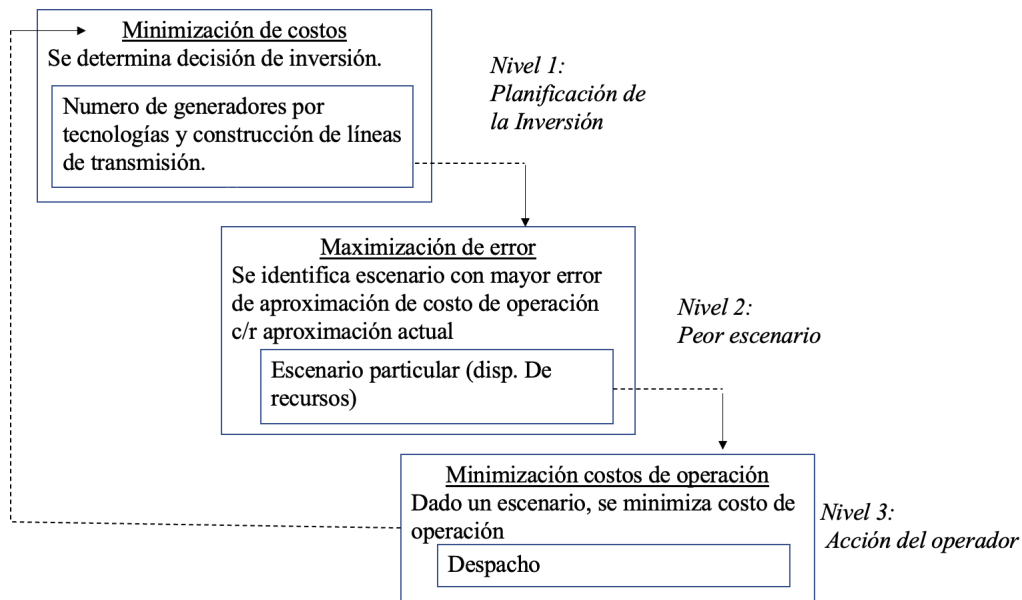 Minimización de costos
Se determina decisión de inversión.
Numero de generadores por
tecnologías y construcción de líneas
de transmisión.
Nivel 1:
Planificación de
la Inversión
Maximización de error
Se identifica escenario con mayor error
de aproximación de costo de operación
c/r aproximación actual
Escenario particular (disp. De
recursos)
Nivel 2:
Peor escenario
Minimización costos de operación
Dado un escenario, se minimiza costo de
operación
Despacho
Nivel 3:
Acción del operador